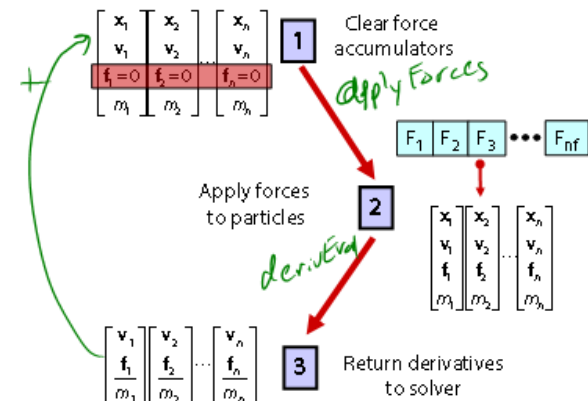 x₁ x₂ xₙ
v₁ v₂ ... vₙ
f₁ = 0 f₂ = 0 fₙ = 0
m₁ m₂ mₙ
1
Clear force
accumulators
apply Forces
F₁ F₂ F₃ ••• Fnf
Apply forces
to particles
2
x₁ x₂ xₙ
v₁ v₂ ... vₙ
f₁ f₂ fₙ
m₁ m₂ mₙ
derivEval
+
v₁ v₂ ... vₙ
f₁ f₂ fₙ
m₁ m₂ mₙ
3
Return derivatives
to solver